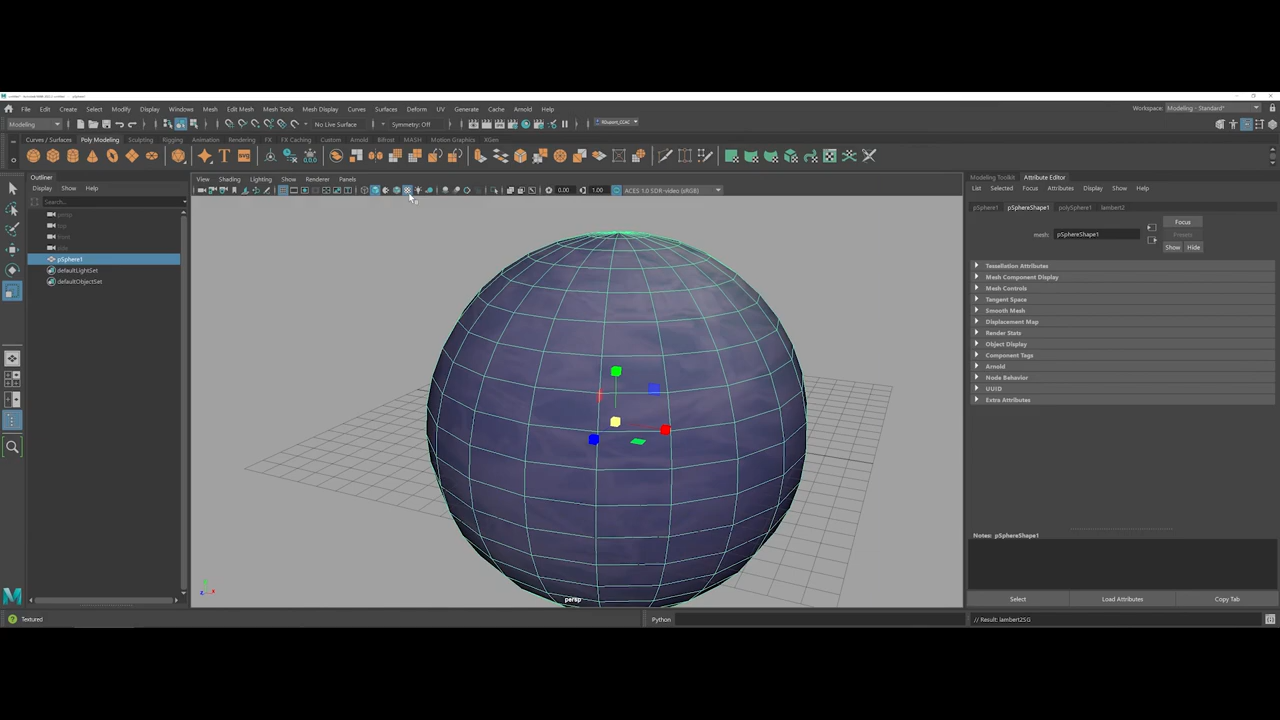 File Edit Create Select Modify Display Windows Mesh Edit Mesh Mesh Tools Mesh Display Curves Surfaces Deform UV Generate Cache Arnold Help
Workspace: Modeling - Standard*
Modeling
No Live Surface
Symmetry: Off
Curves / Surfaces Poly Modeling Sculpting Rigging Animation Rendering FX FX Caching Custom Arnold Bifrost MASH Motion Graphics XGen
SVG
Outliner
Display Show Help
Search...
persp
top
front
side
pSphere1
defaultLightSet
defaultObjectSet
View Shading Lighting Show Renderer Panels
0.00
1.00
ACES 1.0 SDR-video (sRGB)
persp
Modeling Toolkit Attribute Editor
List Selected Focus Attributes Display Show Help
pSphere1 pSphereShape1 polySphere1 lambert2
mesh: pSphereShape1
Focus
Presets
Show Hide
Tessellation Attributes
Mesh Component Display
Mesh Controls
Tangent Space
Smooth Mesh
Displacement Map
Render Stats
Object Display
Component Tags
Arnold
Node Behavior
UUID
Extra Attributes
Notes: pSphereShape1
Select Load Attributes Copy Tab
Textured
Python
// Result: lambert2SG